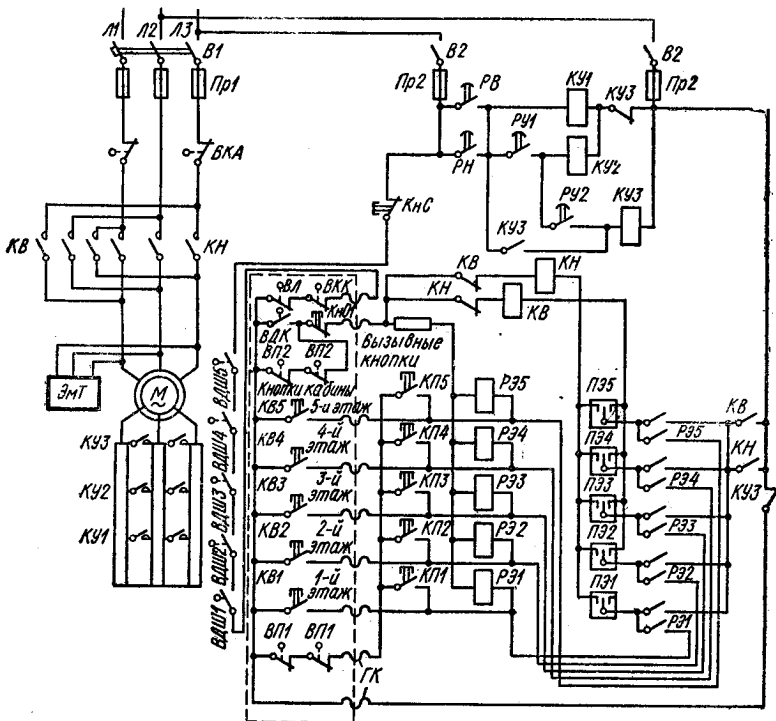 Л1 Л2 Л3 В1
Пр1
ВКА
КВ
КН
ЭмТ
М
КУ3
КУ2
КУ1
В2
Пр2
РВ
РН
КУ1
КУ3
РУ1
КУ2
РУ2
КУ3
КУ3
В2
Пр2
КнС
КВ
КН
КН
КВ
ВЛ
ВКК
ВДК
КнО1
ВП2
ВП2
Вызывные
кнопки
Кнопки кабины
КВ5
5-й этаж
КВ4
4-й
этаж
КВ3
3-й
этаж
КВ2
2-й
этаж
КВ1
1-й
этаж
ВП1
ВП1
ГК
ВДШ5
ВДШ4
ВДШ3
ВДШ2
ВДШ1
КП5
КП4
КП3
КП2
КП1
РЭ5
РЭ4
РЭ3
РЭ2
РЭ1
ПЭ5
ПЭ4
ПЭ3
ПЭ2
ПЭ1
РЭ5
РЭ4
РЭ3
РЭ2
РЭ1
КВ
КН
КУ3